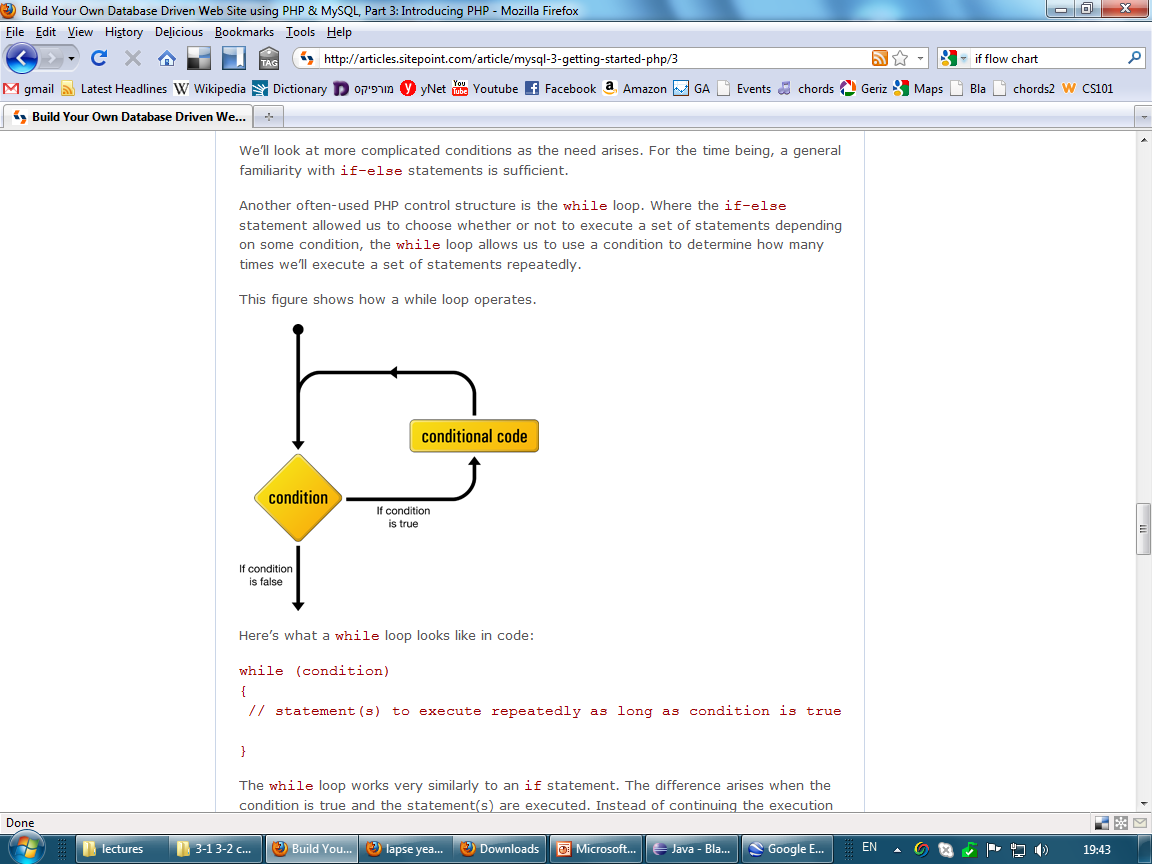 Build Your Own Database Driven Web Site using PHP & MySQL, Part 3: Introducing PHP - Mozilla Firefox
File Edit View History Delicious Bookmarks Tools Help
TAG
http://articles.sitepoint.com/article/mysql-3-getting-started-php/3
if flow chart
gmail Latest Headlines Wikipedia Dictionary מורפיקס yNet Youtube Facebook Amazon GA Events chords Geriz Maps Bla chords2 CS101
Build Your Own Database Driven We...
We'll look at more complicated conditions as the need arises. For the time being, a general
familiarity with if-else statements is sufficient.
Another often-used PHP control structure is the while loop. Where the if-else
statement allowed us to choose whether or not to execute a set of statements depending
on some condition, the while loop allows us to use a condition to determine how many
times we'll execute a set of statements repeatedly.
This figure shows how a while loop operates.
conditional code
condition
If condition
is true
If condition
is false
Here's what a while loop looks like in code:
while (condition)
{
// statement(s) to execute repeatedly as long as condition is true
}
The while loop works very similarly to an if statement. The difference arises when the
condition is true and the statement(s) are executed. Instead of continuing the execution
Done
lectures 3-1 3-2 c... Build You... lapse yea... Downloads Microsoft... Java - Bla... Google E... EN 19:43